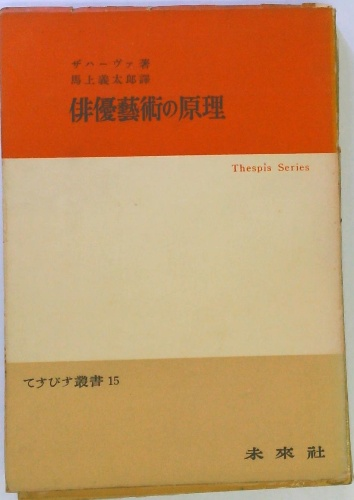 ザハーヴァ著
馬上義太郎譯
俳優藝術の原理
Thespis Series
てすぴす叢書 15
未來社